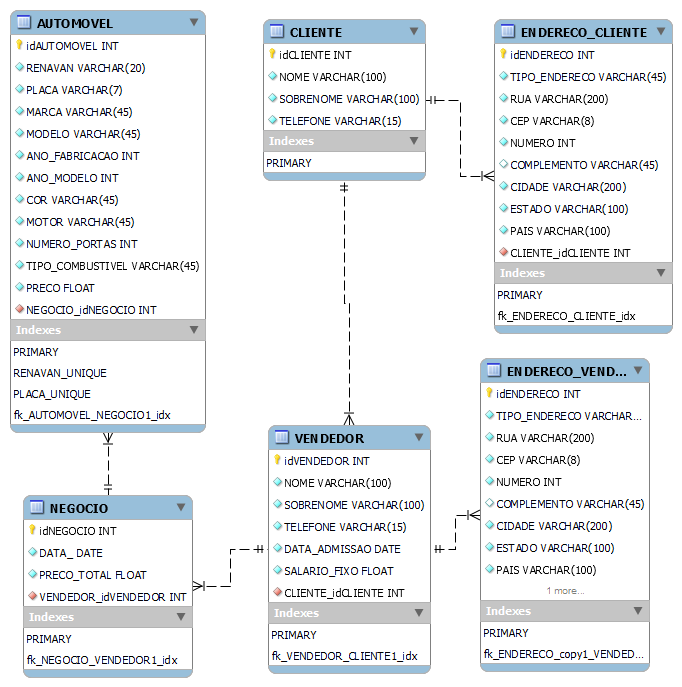 AUTOMOVEL
idAUTOMOVEL INT
RENAVAN VARCHAR(20)
PLACA VARCHAR(7)
MARCA VARCHAR(45)
MODELO VARCHAR(45)
ANO_FABRICACAO INT
ANO_MODELO INT
COR VARCHAR(45)
MOTOR VARCHAR(45)
NUMERO_PORTAS INT
TIPO_COMBUSTIVEL VARCHAR(45)
PRECO FLOAT
NEGOCIO_idNEGOCIO INT
Indexes
PRIMARY
RENAVAN_UNIQUE
PLACA_UNIQUE
fk_AUTOMOVEL_NEGOCIO1_idx
CLIENTE
idCLIENTE INT
NOME VARCHAR(100)
SOBRENOME VARCHAR(100)
TELEFONE VARCHAR(15)
Indexes
PRIMARY
ENDERECO_CLIENTE
idENDERECO INT
TIPO_ENDERECO VARCHAR(45)
RUA VARCHAR(200)
CEP VARCHAR(8)
NUMERO INT
COMPLEMENTO VARCHAR(45)
CIDADE VARCHAR(200)
ESTADO VARCHAR(100)
PAIS VARCHAR(100)
CLIENTE_idCLIENTE INT
Indexes
PRIMARY
fk_ENDERECO_CLIENTE_idx
NEGOCIO
idNEGOCIO INT
DATA_ DATE
PRECO_TOTAL FLOAT
VENDEDOR_idVENDEDOR INT
Indexes
PRIMARY
fk_NEGOCIO_VENDEDOR1_idx
VENDEDOR
idVENDEDOR INT
NOME VARCHAR(100)
SOBRENOME VARCHAR(100)
TELEFONE VARCHAR(15)
DATA_ADMISSAO DATE
SALARIO_FIXO FLOAT
CLIENTE_idCLIENTE INT
Indexes
PRIMARY
fk_VENDEDOR_CLIENTE1_idx
ENDERECO_VEND...
idENDERECO INT
TIPO_ENDERECO VARCHAR...
RUA VARCHAR(200)
CEP VARCHAR(8)
NUMERO INT
COMPLEMENTO VARCHAR(45)
CIDADE VARCHAR(200)
ESTADO VARCHAR(100)
PAIS VARCHAR(100)
1 more...
Indexes
PRIMARY
fk_ENDERECO_copy1_VENDED...